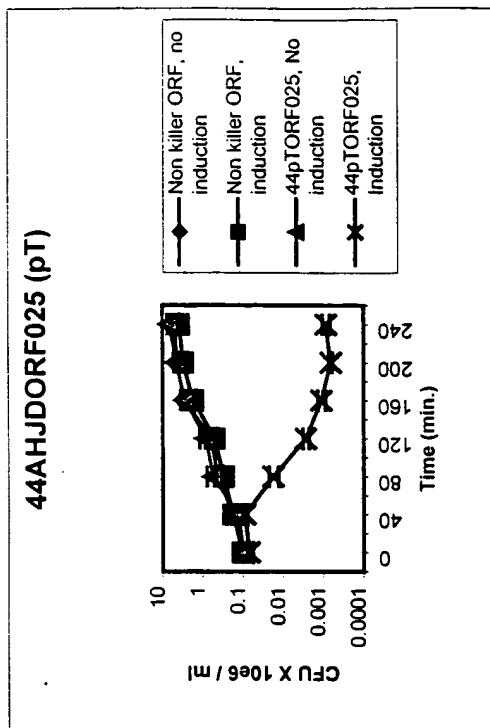 44AHJDORF025 (pT)
CFU X 10e6 / ml
10
1
0.1
0.01
0.001
0.0001
0 40 80 120 160 200 240
Time (min.)
Non killer ORF, no
induction
Non killer ORF,
induction
44pTORF025, No
induction
44pTORF025,
Induction